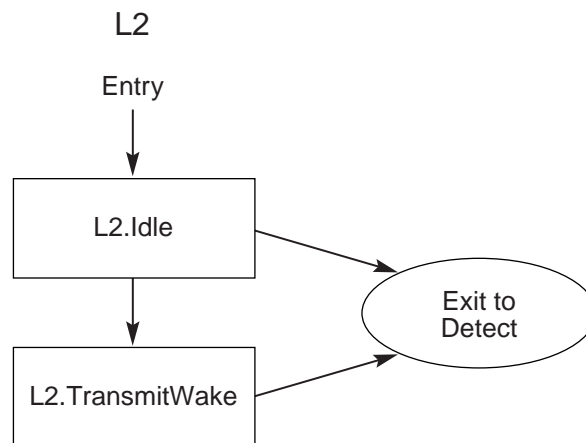 L2
Entry
L2.Idle
Exit to
Detect
L2.TransmitWake